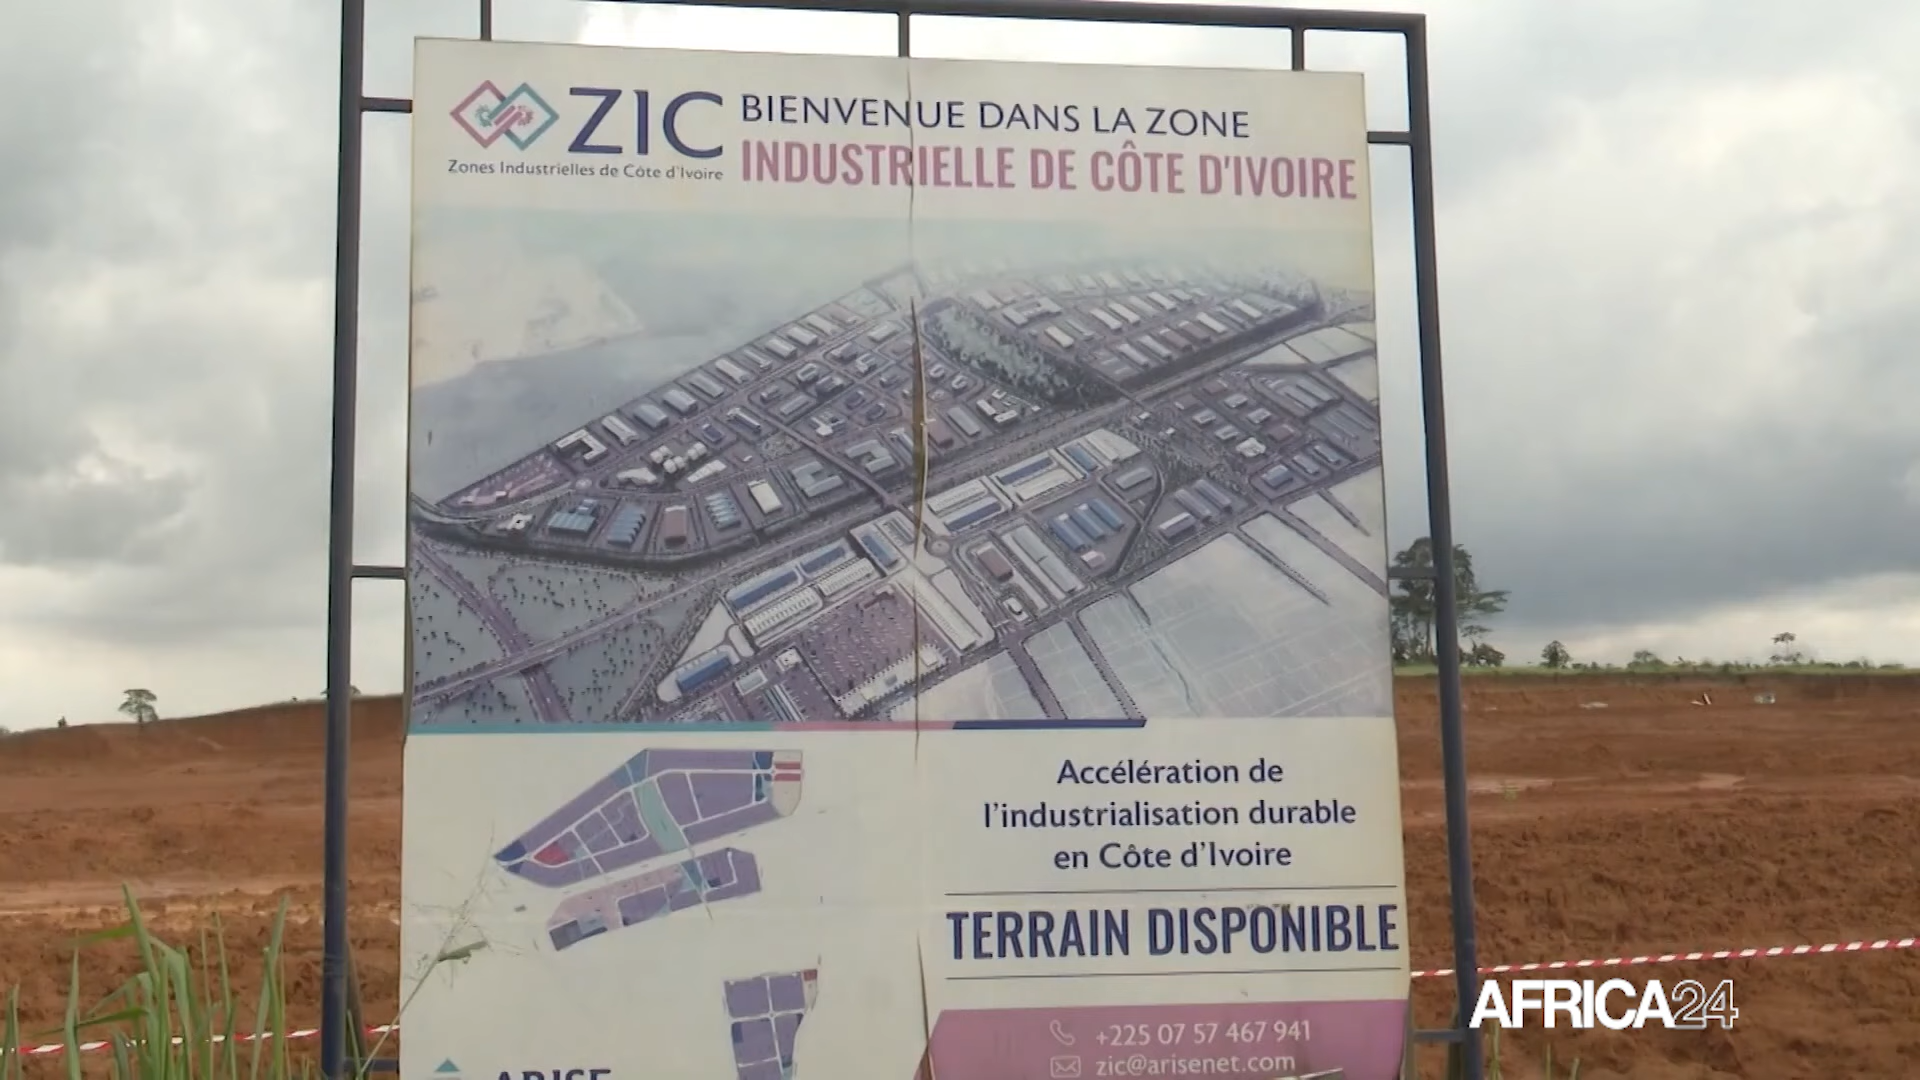 ZIC
Zones Industrielles de Côte d'Ivoire
BIENVENUE DANS LA ZONE
INDUSTRIELLE DE CÔTE D'IVOIRE
Accélération de
l'industrialisation durable
en Côte d'Ivoire
TERRAIN DISPONIBLE
+225 07 57 467 941
zic@arisenet.com
ARISE
AFRICA24